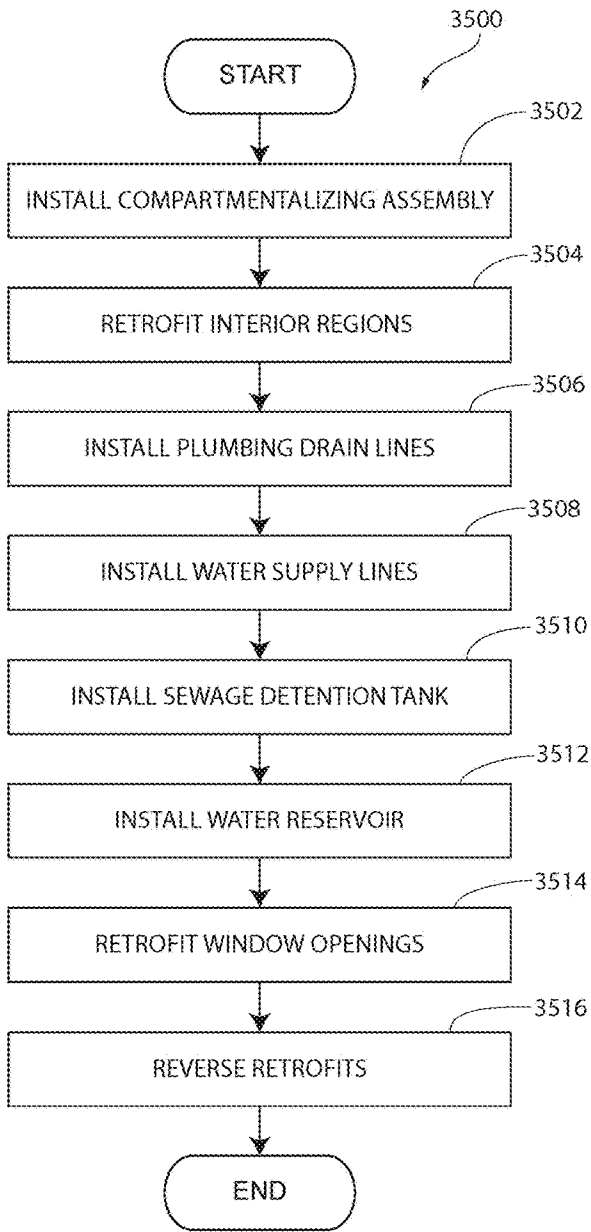 3500
START
3502
INSTALL COMPARTMENTALIZING ASSEMBLY
3504
RETROFIT INTERIOR REGIONS
3506
INSTALL PLUMBING DRAIN LINES
3508
INSTALL WATER SUPPLY LINES
3510
INSTALL SEWAGE DETENTION TANK
3512
INSTALL WATER RESERVOIR
3514
RETROFIT WINDOW OPENINGS
3516
REVERSE RETROFITS
END